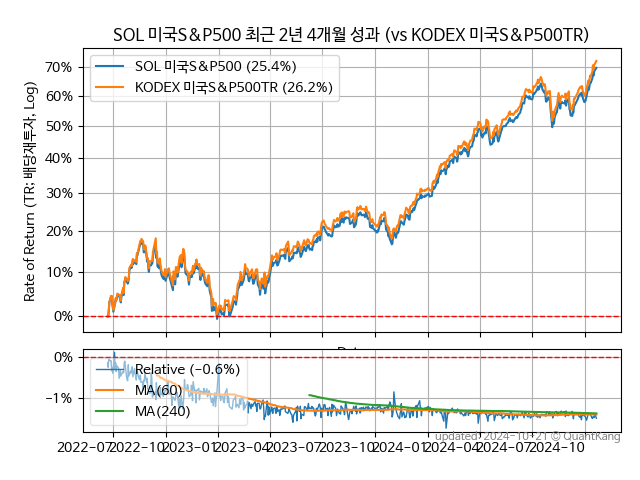 SOL 미국S&P500 최근 2년 4개월 성과 (vs KODEX 미국S&P500TR)
Rate of Return (TR: 배당재투자, Log)
70%
60%
50%
40%
30%
20%
10%
0%
SOL 미국S&P500 (25.4%)
KODEX 미국S&P500TR (26.2%)
0%
-1%
Relative (-0.6%)
MA(60)
MA(240)
updated: 2024-10-21 © QuantKang
2022-07 2022-10 2023-01 2023-04 2023-07 2023-10 2024-01 2024-04 2024-07 2024-10